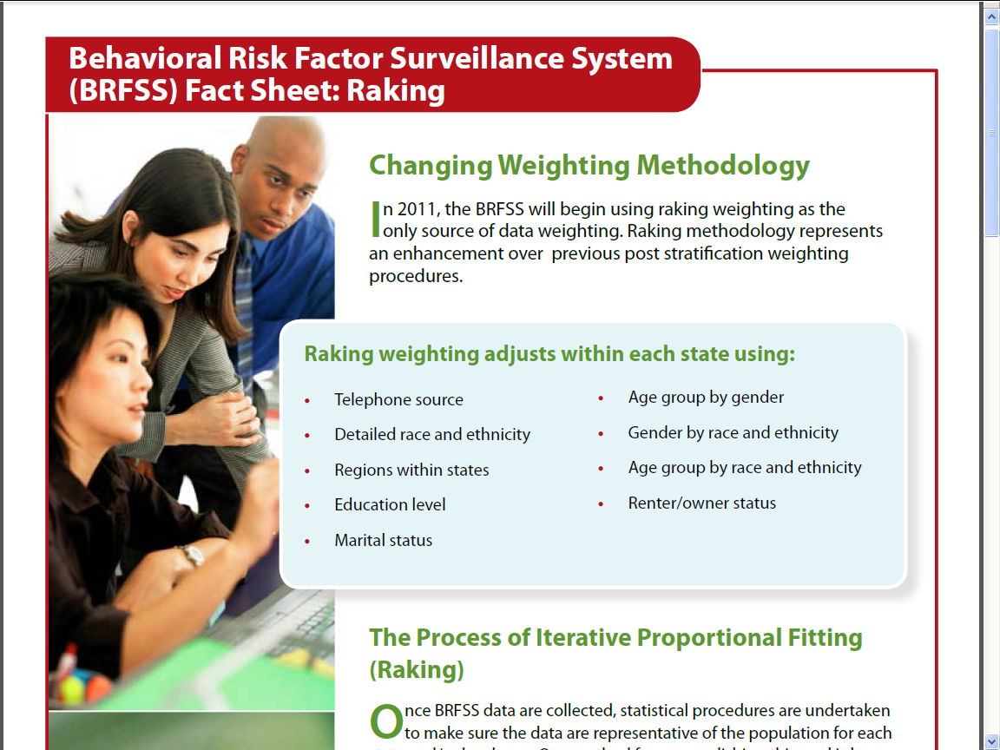 Behavioral Risk Factor Surveillance System
(BRFSS) Fact Sheet: Raking
Changing Weighting Methodology
In 2011, the BRFSS will begin using raking weighting as the
only source of data weighting. Raking methodology represents
an enhancement over previous post stratification weighting
procedures.
Raking weighting adjusts within each state using:
• Telephone source
• Detailed race and ethnicity
• Regions within states
• Education level
• Marital status
• Age group by gender
• Gender by race and ethnicity
• Age group by race and ethnicity
• Renter/owner status
The Process of Iterative Proportional Fitting
(Raking)
Once BRFSS data are collected, statistical procedures are undertaken
to make sure the data are representative of the population for each